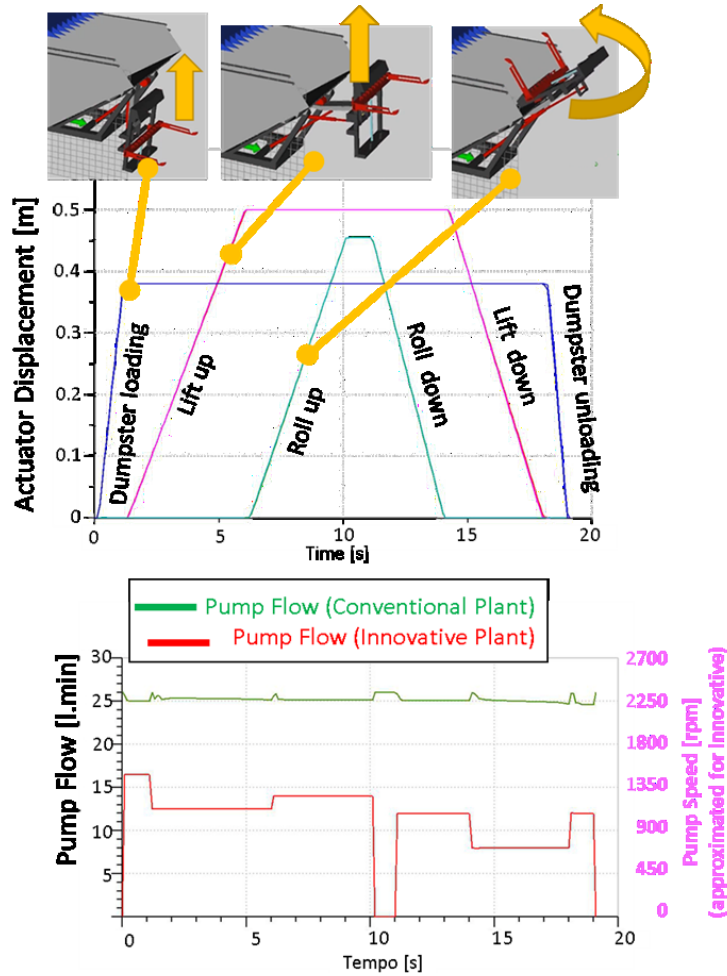 Actuator Displacement [m]
0.5
0.4
0.3
0.2
0.1
0
Dumpster loading
Lift up
Roll up
Roll down
Lift down
Dumpster unloading
0
5
10
15
20
Time [s]
Pump Flow (Conventional Plant)
Pump Flow (Innovative Plant)
Pump Flow [l.min]
30
25
20
15
10
5
2700
2250
1800
1350
900
450
0
Pump Speed [rpm]
(approximated for Innovative)
0
5
10
15
20
Tempo [s]